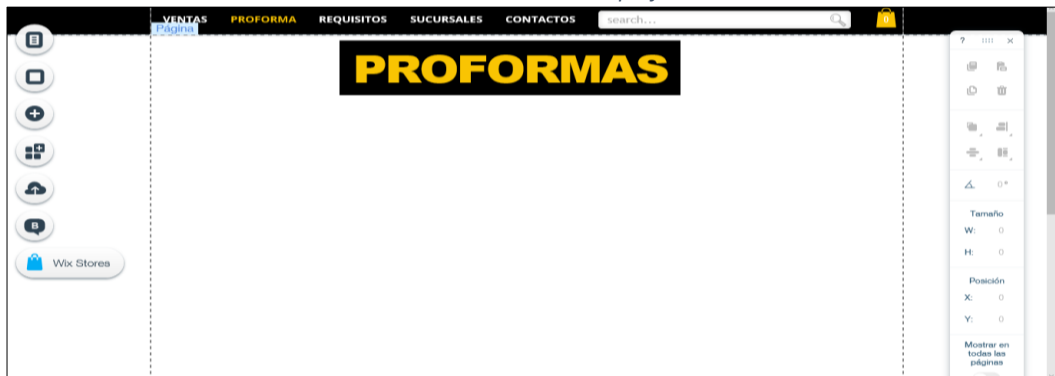 VENTAS PROFORMA REQUISITOS SUCURSALES CONTACTOS search... 0
Página
PROFORMAS
? ×
0°
Tamaño
W: 0
H: 0
Posición
X: 0
Y: 0
Mostrar en
todas las
páginas
B
Wix Stores